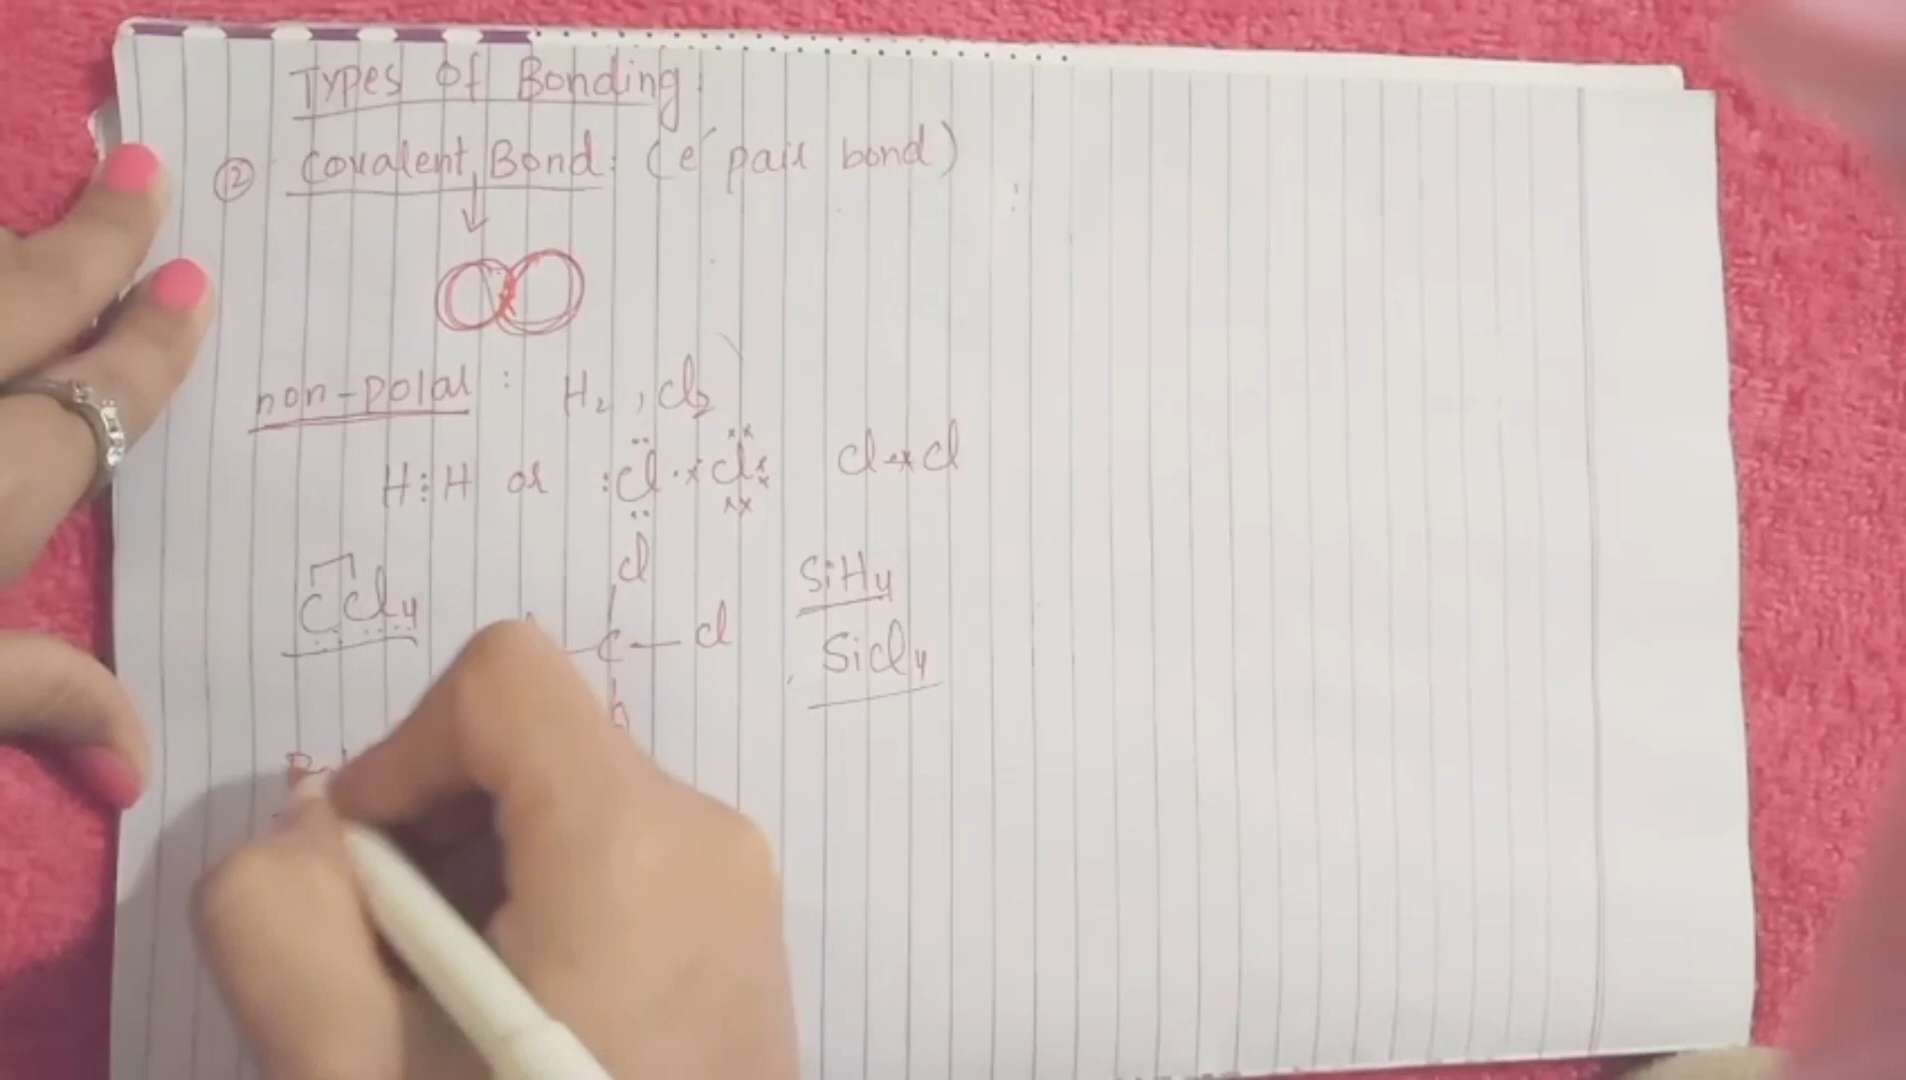 Types Of Bonding
② Covalent Bond: (e⁻ pair bond)
non-polar : H₂, Cl₂
H:H or :Cl·×Cl Cl·×Cl
CCl₄
Cl
C — Cl
SiH₄
SiCl₄